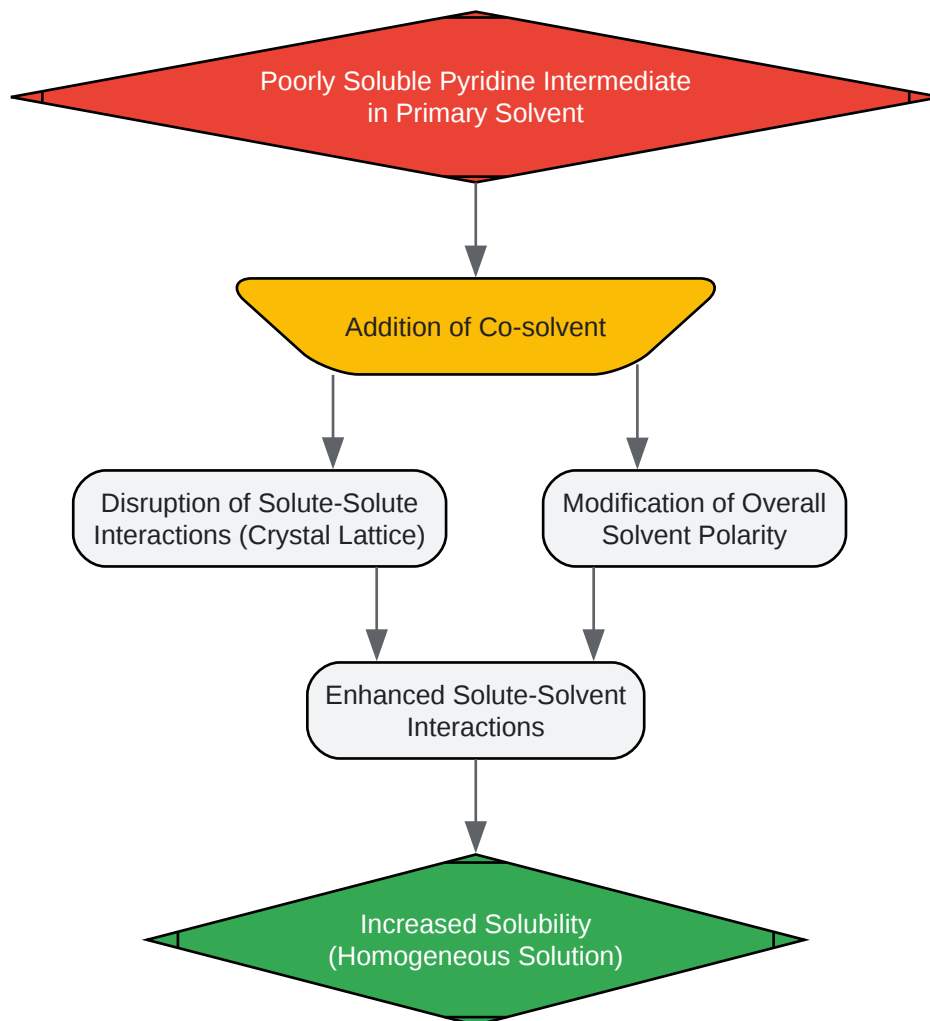 Poorly Soluble Pyridine Intermediate
in Primary Solvent
Addition of Co-solvent
Disruption of Solute-Solute
Interactions (Crystal Lattice)
Modification of Overall
Solvent Polarity
Enhanced Solute-Solvent
Interactions
Increased Solubility
(Homogeneous Solution)